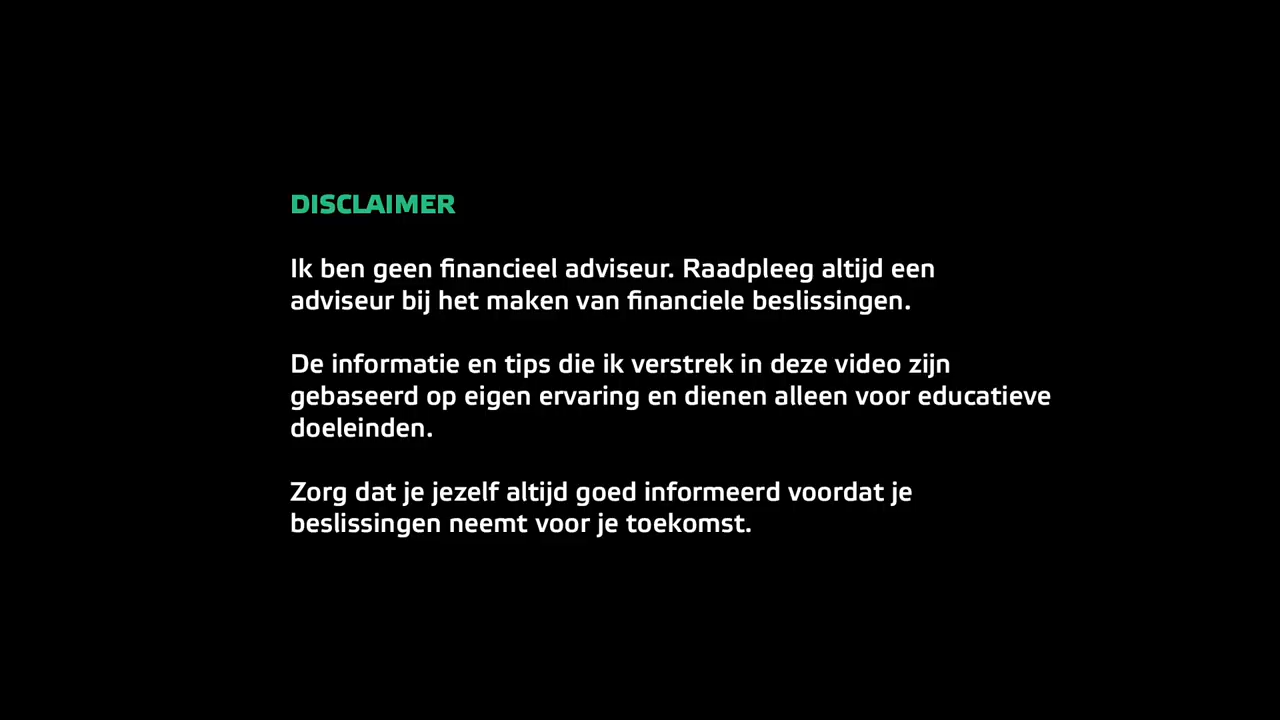 DISCLAIMER
Ik ben geen financieel adviseur. Raadpleeg altijd een
adviseur bij het maken van financiele beslissingen.
De informatie en tips die ik verstrek in deze video zijn
gebaseerd op eigen ervaring en dienen alleen voor educatieve
doeleinden.
Zorg dat je jezelf altijd goed informeerd voordat je
beslissingen neemt voor je toekomst.